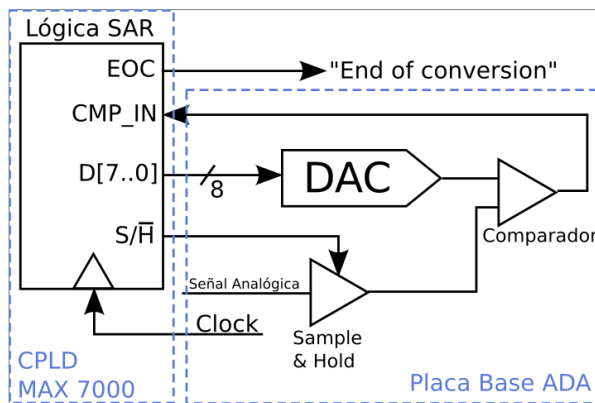 Lógica SAR
EOC
"End of conversion"
CMP_IN
D[7..0]
8
DAC
Comparador
S/H̅
Señal Analógica
Clock
Sample
& Hold
CPLD
MAX 7000
Placa Base ADA